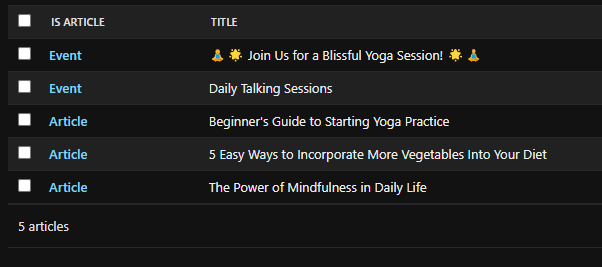 IS ARTICLE TITLE
Event 🧘 🌟 Join Us for a Blissful Yoga Session! 🌟 🧘
Event Daily Talking Sessions
Article Beginner's Guide to Starting Yoga Practice
Article 5 Easy Ways to Incorporate More Vegetables Into Your Diet
Article The Power of Mindfulness in Daily Life
5 articles